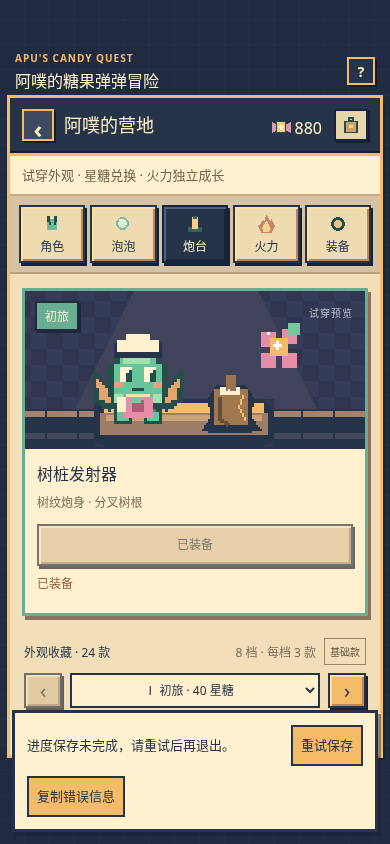 APU'S CANDY QUEST
阿噗的糖果弹弹冒险
?
‹ 阿噗的营地 880
试穿外观 · 星糖兑换 · 火力独立成长
角色 泡泡 炮台 火力 装备
初旅 试穿预览
树桩发射器
树纹炮身 · 分叉树根
已装备
已装备
外观收藏 · 24 款 8 档 · 每档 3 款 基础款
‹ Ⅰ 初旅 · 40 星糖 ›
进度保存未完成，请重试后再退出。 重试保存
复制错误信息